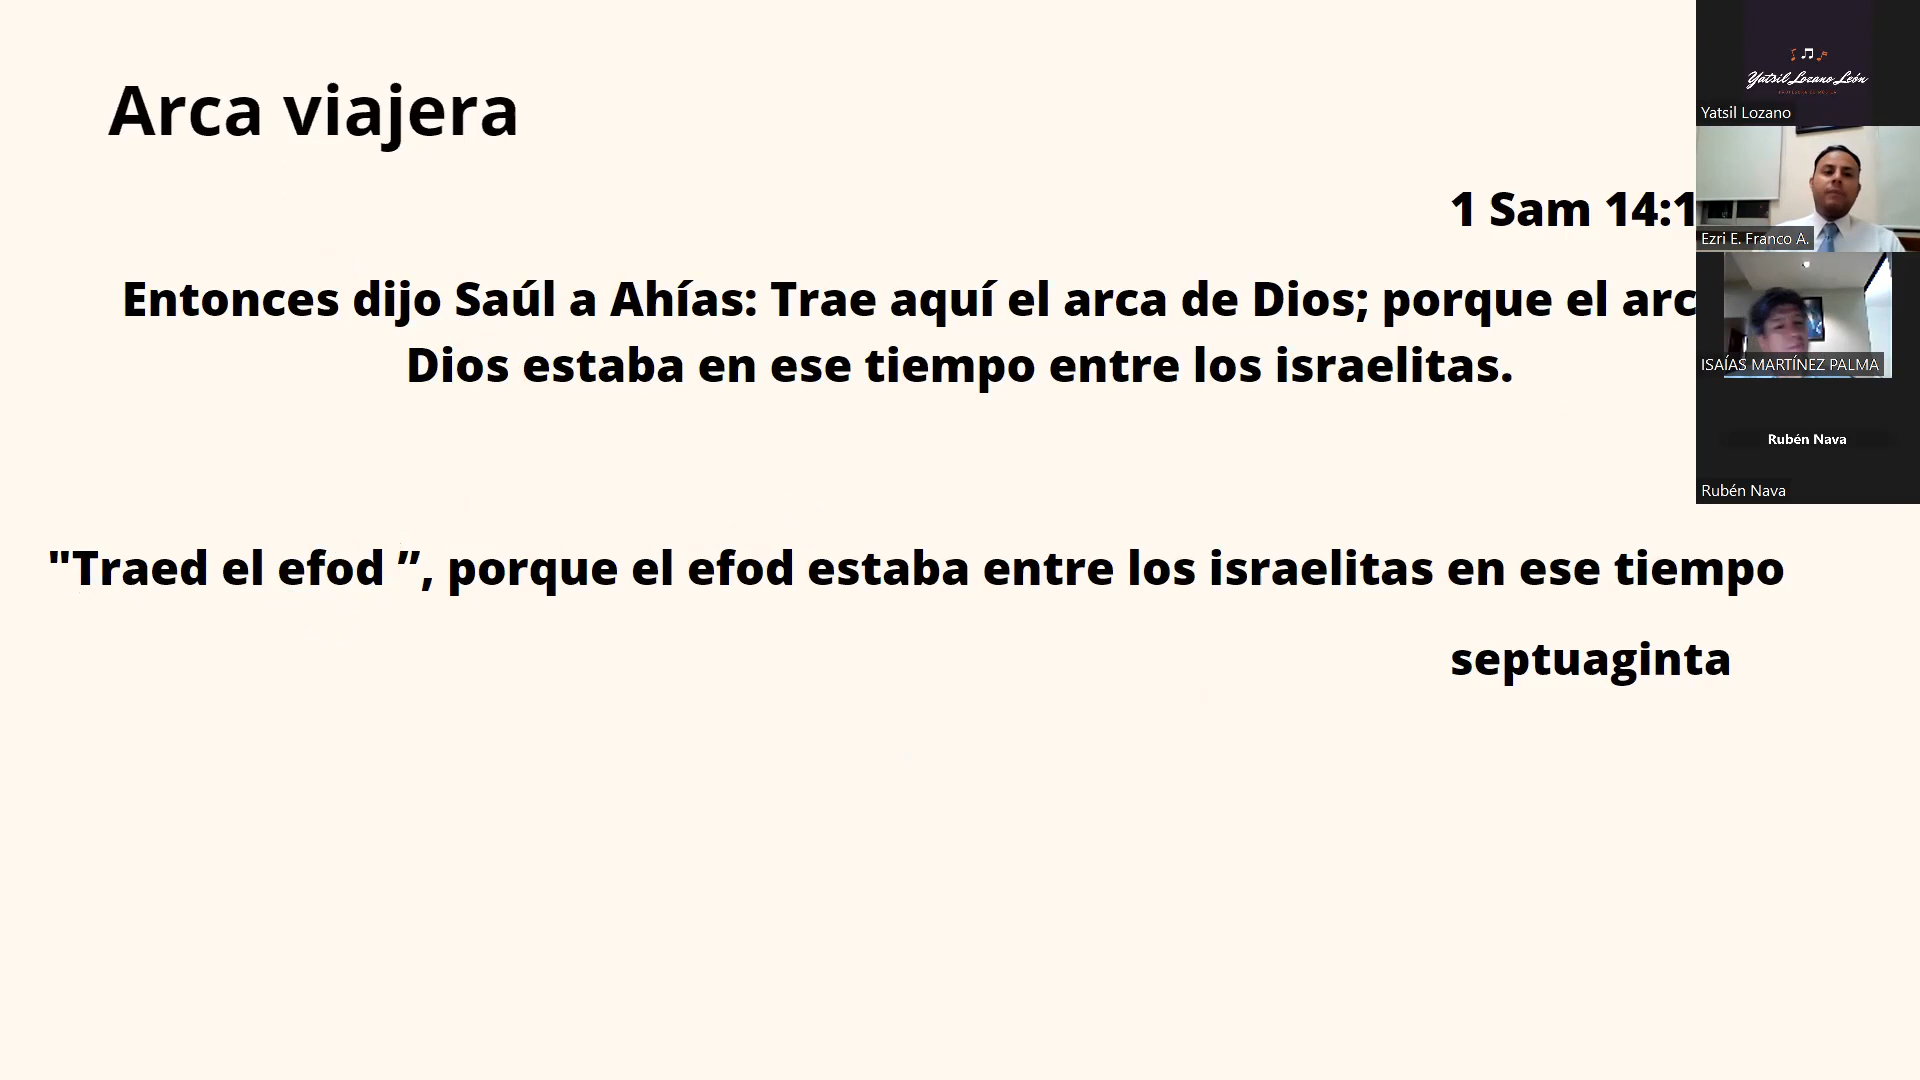 Arca viajera
1 Sam 14:1
Entonces dijo Saúl a Ahías: Trae aquí el arca de Dios; porque el arc
Dios estaba en ese tiempo entre los israelitas.
"Traed el efod ”, porque el efod estaba entre los israelitas en ese tiempo
septuaginta
Yatsil Lozano León
Yatsil Lozano
Ezri E. Franco A.
ISAÍAS MARTÍNEZ PALMA
Rubén Nava
Rubén Nava